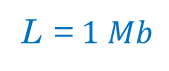 L = 1 Mb